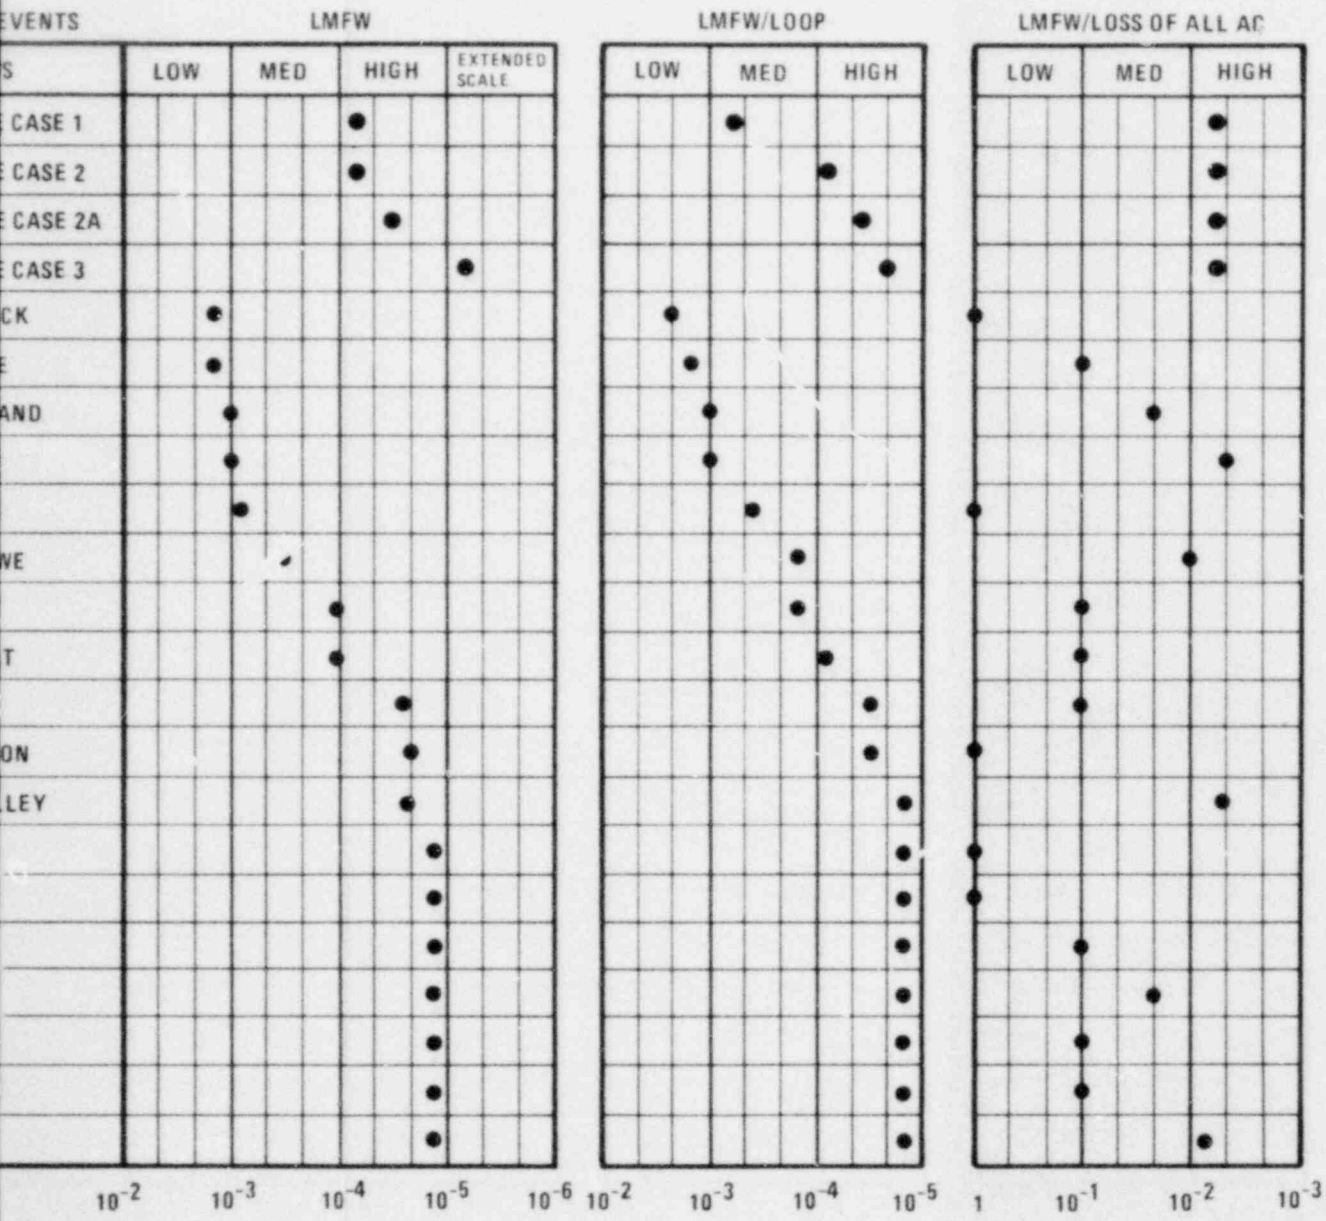 EVENTS LMFW LMFW/LOOP LMFW/LOSS OF ALL AC
S LOW MED HIGH EXTENDED SCALE LOW MED HIGH LOW MED HIGH
E CASE 1
E CASE 2
E CASE 2A
E CASE 3
CK
E
AND
WE
T
ON
LLEY
10-2 10-3 10-4 10-5 10-6 10-2 10-3 10-4 10-5 1 10-1 10-2 10-3